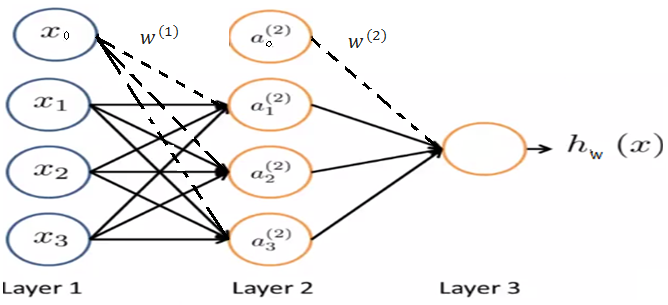 x₀ w⁽¹⁾ a₀⁽²⁾ w⁽²⁾
x₁ a₁⁽²⁾
h_w (x)
x₂ a₂⁽²⁾
x₃ a₃⁽²⁾
Layer 1 Layer 2 Layer 3